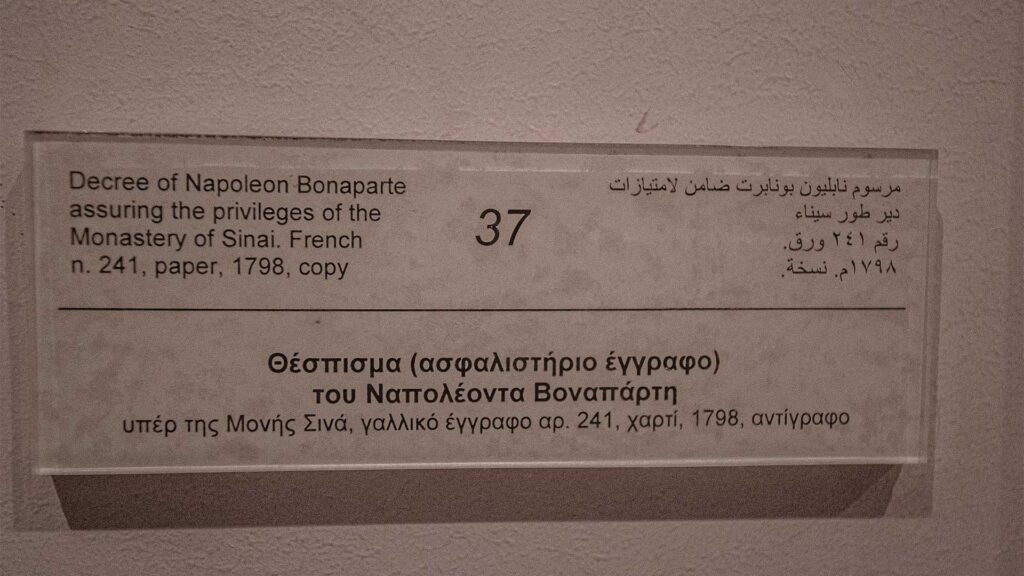 Decree of Napoleon Bonaparte
assuring the privileges of the
Monastery of Sinai. French
n. 241, paper, 1798, copy
37
مرسوم نابليون بونابرت ضامن لامتيازات
دير طور سيناء
رقم ٢٤١ ورق.
١٧٩٨م. نسخة.
Θέσπισμα (ασφαλιστήριο έγγραφο)
του Ναπολέοντα Βοναπάρτη
υπέρ της Μονής Σινά, γαλλικό έγγραφο αρ. 241, χαρτί, 1798, αντίγραφο